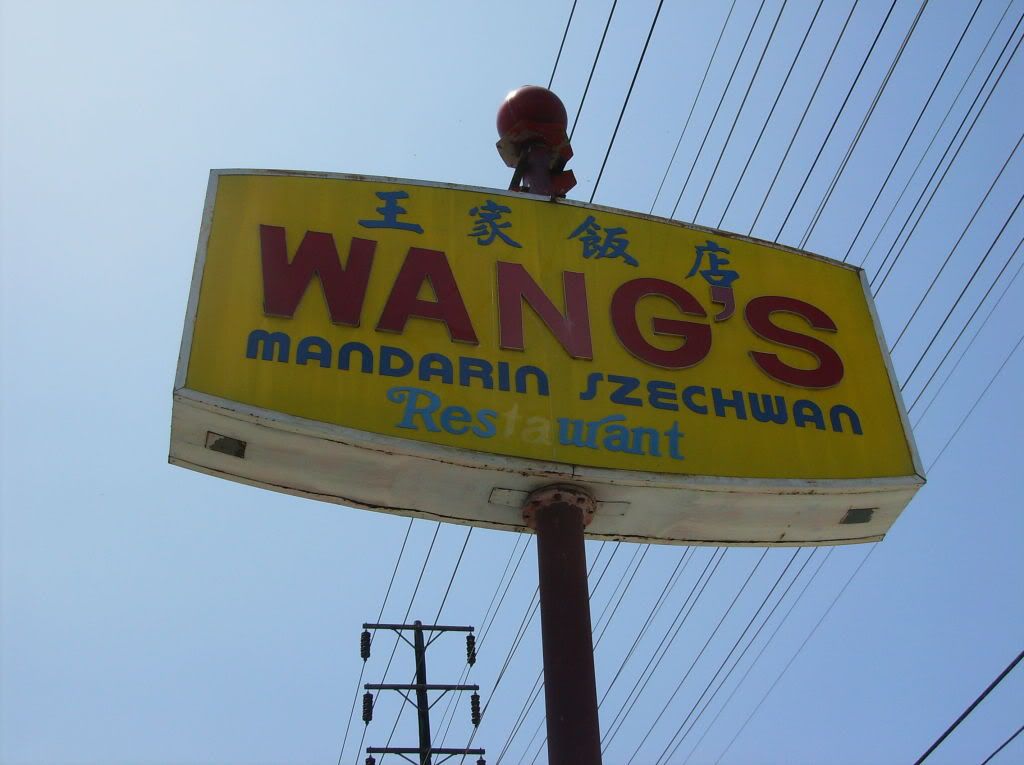 王家飯店
WANG'S
MANDARIN SZECHWAN
Restaurant